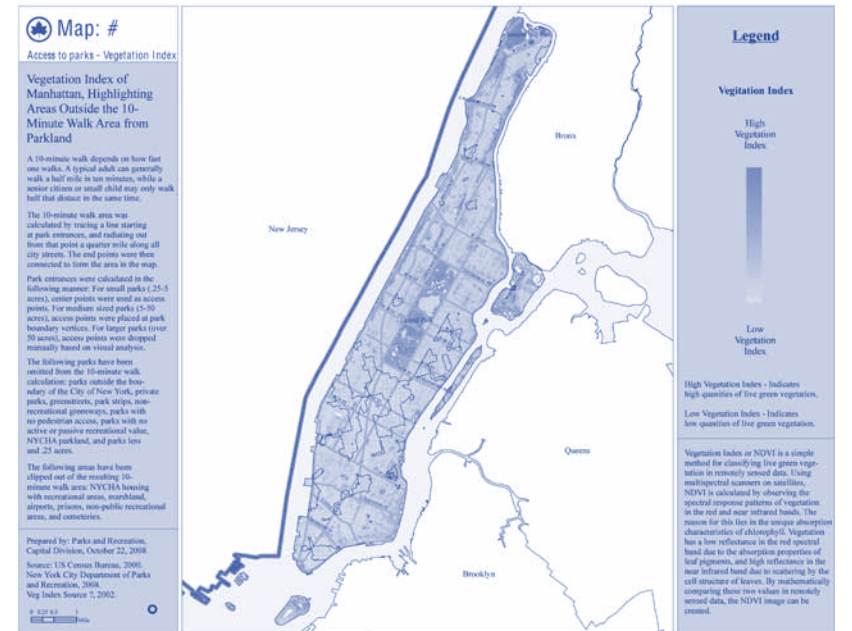 Map: #
Access to parks - Vegetation Index
Vegetation Index of
Manhattan, Highlighting
Areas Outside the 10-
Minute Walk Area from
Parkland
A 10-minute walk depends on how fast
one walks. A typical adult can generally
walk a half mile in ten minutes, while a
senior citizen or small child may only walk
half that distace in the same time.
The 10-minute walk area was
calculated by tracing a line starting
at park entrances, and radiating out
from that point a quarter mile along all
city streets. The end points were then
connected to form the area in the map.
Park entrances were calculated in the
following manner: For small parks (.25-5
acres), center points were used as access
points. For medium sized parks (5-50
acres), access points were placed at park
boundary vertices. For larger parks (over
50 acres), access points were dropped
manually based on visual analysis.
The following parks have been
omitted from the 10-minute walk
calculation: parks outside the bou-
ndary of the City of New York, private
parks, greenstreets, park strips, non-
recreational greenways, parks with
no pedestrian access, parks with no
active or passive recreational value,
NYCHA parkland, and parks less
and .25 acres.
The following areas have been
clipped out of the resulting 10-
minute walk area: NYCHA housing
with recreational areas, marshland,
airports, prisons, non-public recreational
areas, and cemeteries.
Prepared by: Parks and Recreation,
Capital Division, October 22, 2008
Source: US Census Bureau, 2000.
New York City Department of Parks
and Recreation, 2008.
Veg Index Source ?, 2002.
0 0.25 0.5 1
Mile
New Jersey
Bronx
Central Park
Queens
Brooklyn
Legend
Vegitation Index
High
Vegetation
Index
Low
Vegetation
Index
High Vegetation Index - Indicates
high quanities of live green vegetation.
Low Vegetation Index - Indicates
low quantities of live green vegetation.
Vegetation Index or NDVI is a simple
method for classifying live green vege-
tation in remotely sensed data. Using
multispectral scanners on satellites,
NDVI is calculated by observing the
spectral response patterns of vegetation
in the red and near infrared bands. The
reason for this lies in the unique absorption
characteristics of chlorophyll. Vegetation
has a low reflectance in the red spectral
band due to the absorption properties of
leaf pigments, and high reflectance in the
near infrared band due to scattering by the
cell structure of leaves. By mathematically
comparing these two values in remotely
sensed data, the NDVI image can be
created.